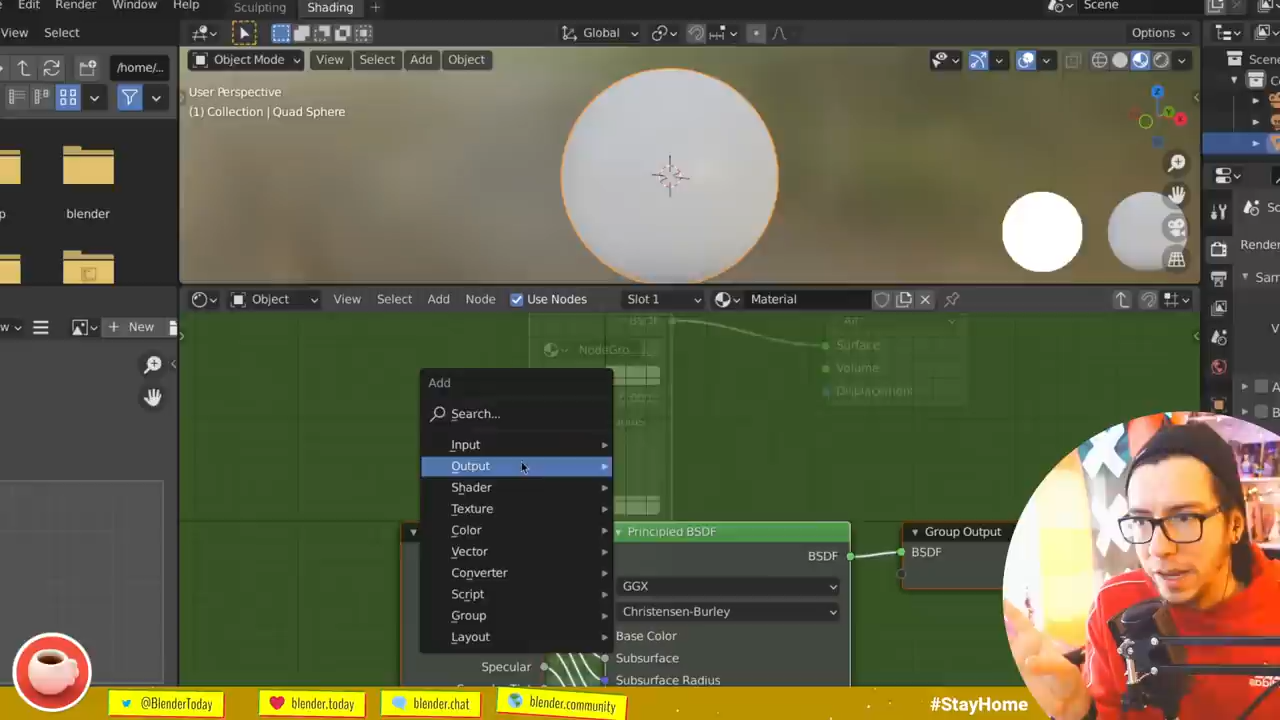 Edit Render Window Help Sculpting Shading + Scene
View Select Global Options
/home/...
Object Mode View Select Add Object
User Perspective
(1) Collection | Quad Sphere
blender
Object View Select Add Node Use Nodes Slot 1 Material
+ New
BSDF
Surface
Volume
Displacement
Add
Search...
Input
Output
Shader
Texture
Color
Vector
Converter
Script
Group
Layout
Principled BSDF
BSDF
GGX
Christensen-Burley
Base Color
Subsurface
Subsurface Radius
Specular
Group Output
BSDF
@BlenderToday
blender.today
blender.chat
blender.community
#StayHome